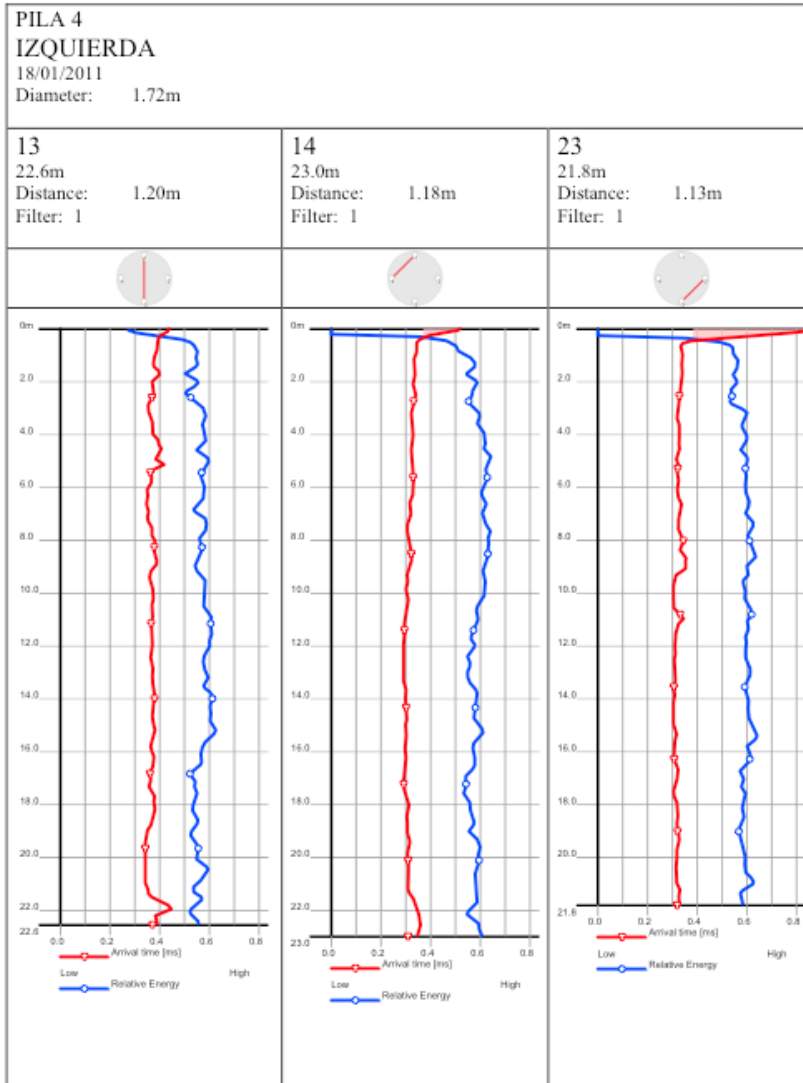 PILA 4
IZQUIERDA
18/01/2011
Diameter: 1.72m
13
22.6m
Distance: 1.20m
Filter: 1
14
23.0m
Distance: 1.18m
Filter: 1
23
21.8m
Distance: 1.13m
Filter: 1
0m
2.0
4.0
6.0
8.0
10.0
12.0
14.0
16.0
18.0
20.0
22.0
22.6
0.0 0.2 0.4 0.6 0.8
Arrival time [ms]
Low High
Relative Energy
0m
2.0
4.0
6.0
8.0
10.0
12.0
14.0
16.0
18.0
20.0
22.0
23.0
0.0 0.2 0.4 0.6 0.8
Arrival time [ms]
Low High
Relative Energy
0m
2.0
4.0
6.0
8.0
10.0
12.0
14.0
16.0
18.0
20.0
21.8
0.0 0.2 0.4 0.6 0.8
Arrival time [ms]
Low High
Relative Energy